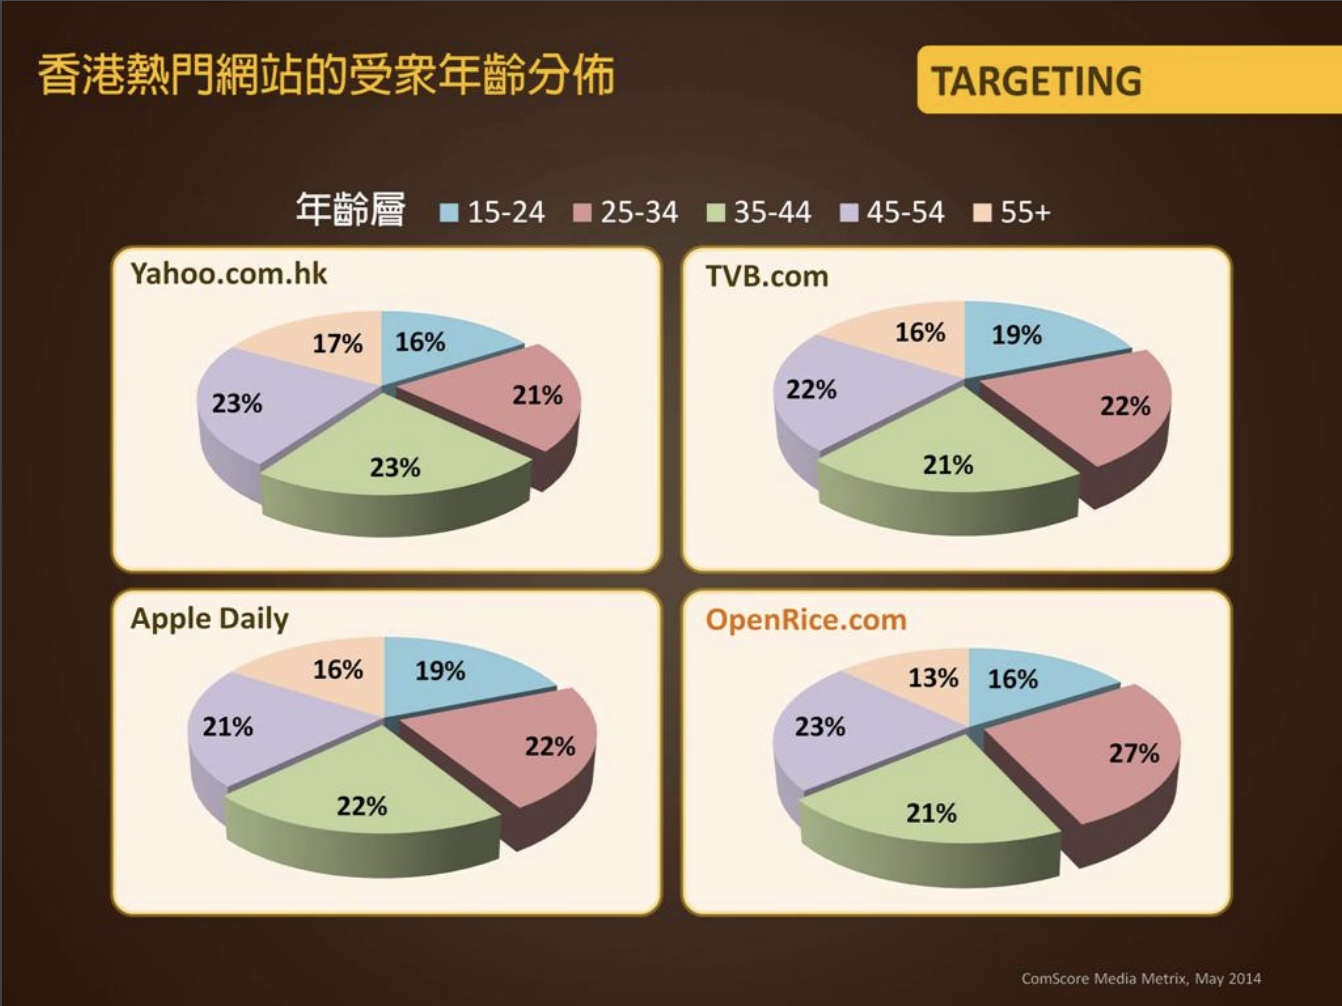 香港熱門網站的受眾年齡分佈
TARGETING
年齡層 15-24 25-34 35-44 45-54 55+
Yahoo.com.hk
17% 16%
23% 21%
23%
TVB.com
16% 19%
22% 22%
21%
Apple Daily
16% 19%
21% 22%
22%
OpenRice.com
13% 16%
23% 27%
21%
ComScore Media Metrix, May 2014